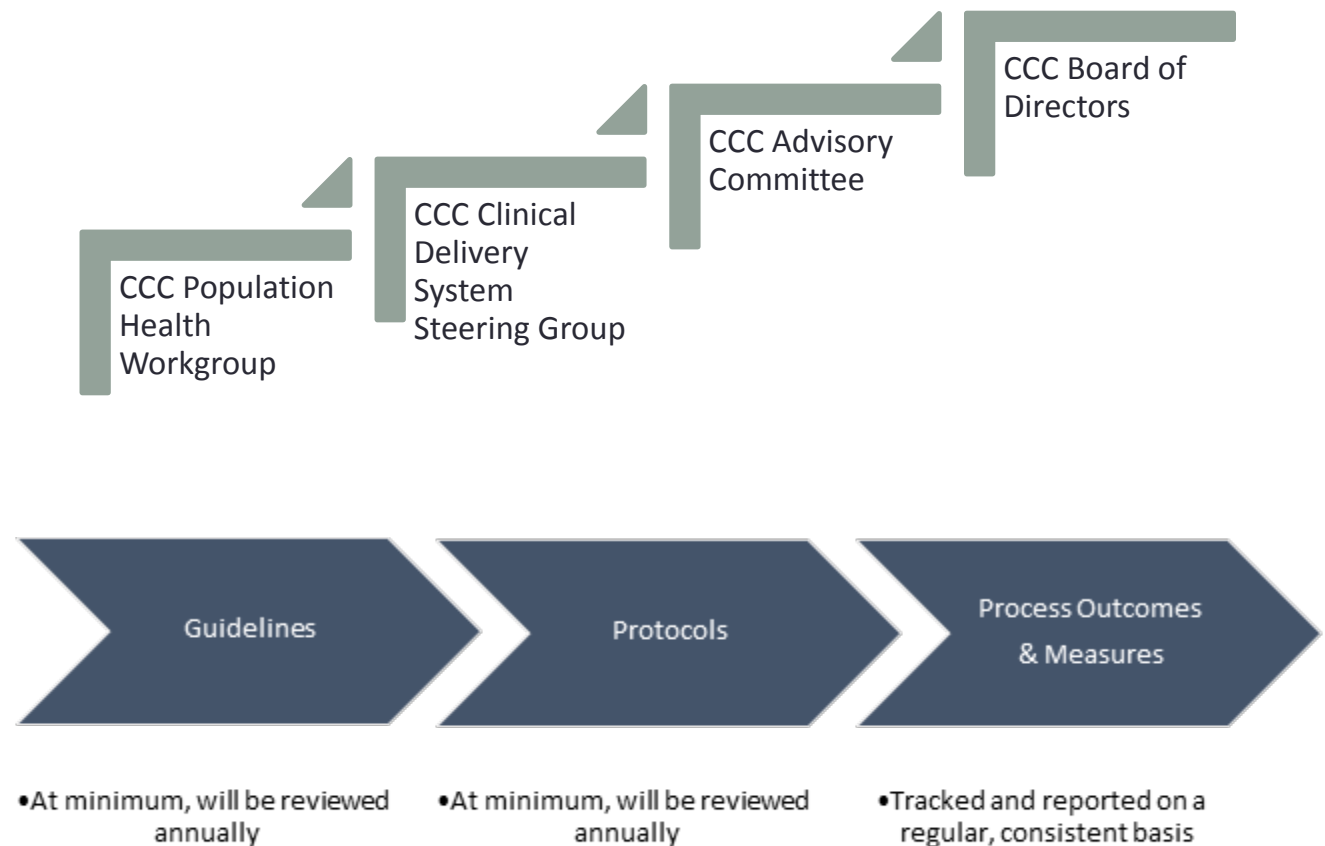 CCC Board of
Directors
CCC Advisory
Committee
CCC Clinical
Delivery
System
Steering Group
CCC Population
Health
Workgroup
Guidelines
Protocols
Process Outcomes
& Measures
•At minimum, will be reviewed
annually
•At minimum, will be reviewed
annually
•Tracked and reported on a
regular, consistent basis